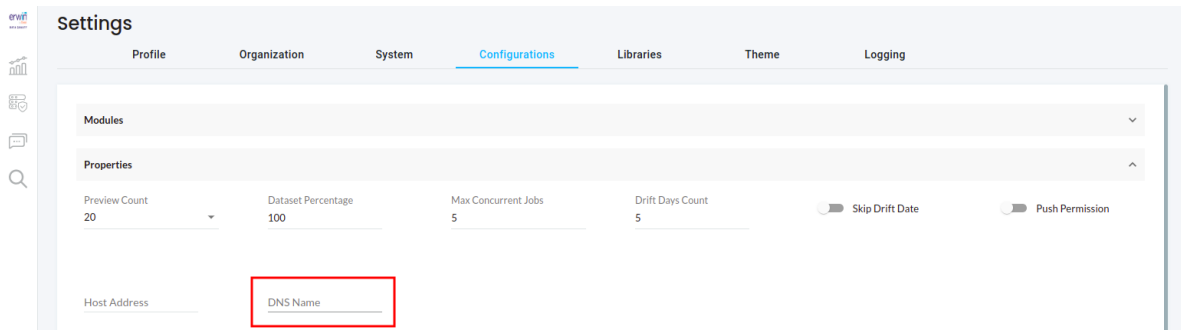 erwin
Settings
Profile Organization System Configurations Libraries Theme Logging
Modules
Properties
Preview Count Dataset Percentage Max Concurrent Jobs Drift Days Count
20 100 5 5 Skip Drift Date Push Permission
Host Address DNS Name